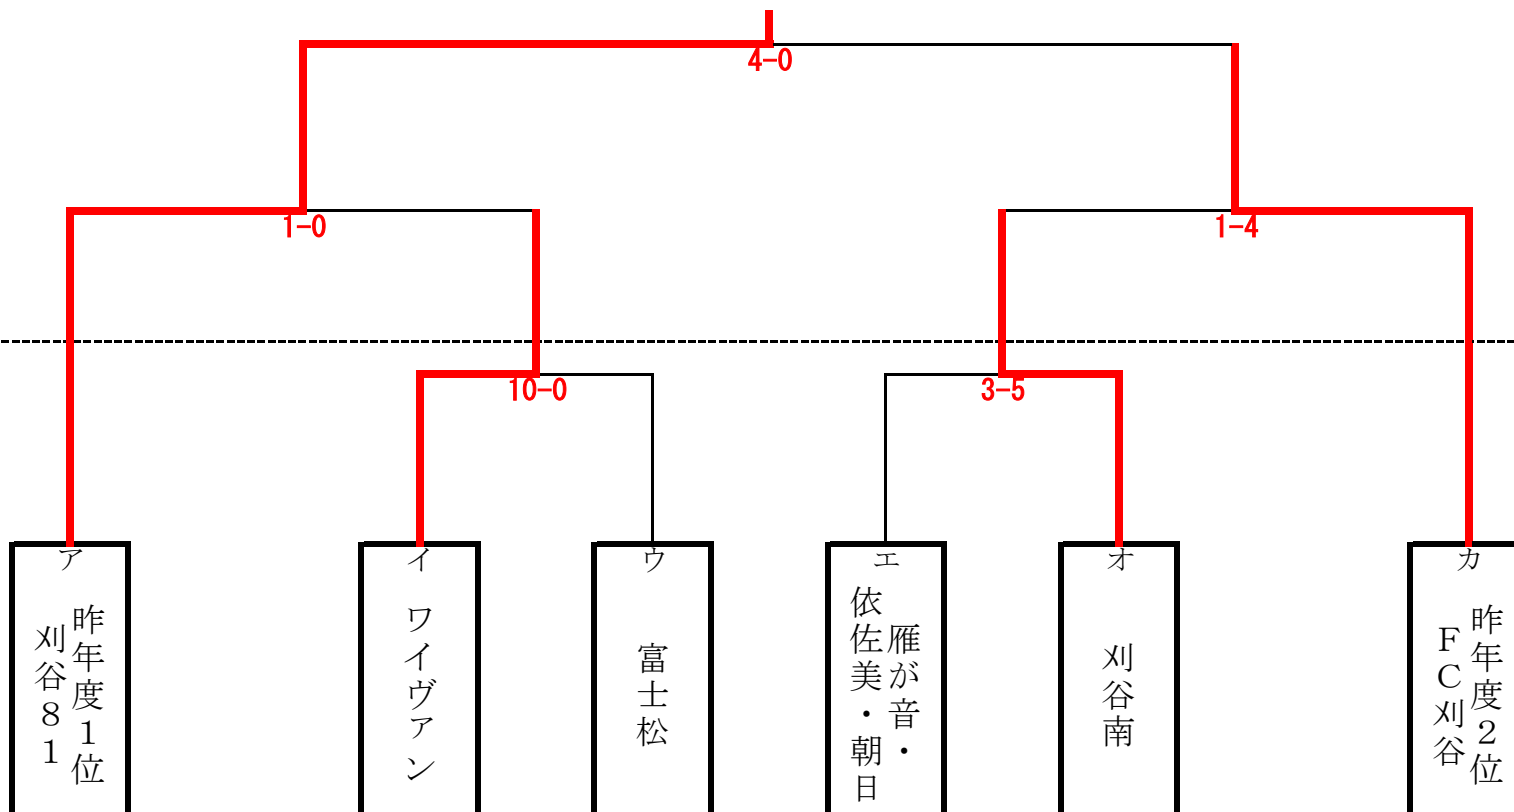 4-0
1-0
1-4
10-0
3-5
ア
昨年度1位
刈谷81
イ
ワイヴァン
ウ
富士松
エ
雁が音・
依佐美・朝日
オ
刈谷南
カ
昨年度2位
FC刈谷